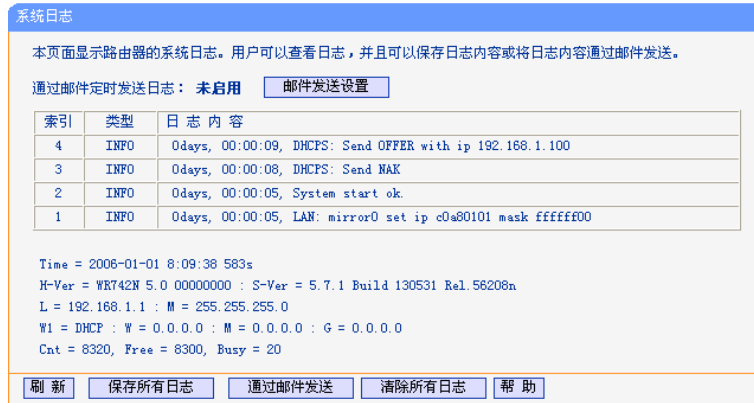 系统日志
本页面显示路由器的系统日志。用户可以查看日志，并且可以保存日志内容或将日志内容通过邮件发送。
通过邮件定时发送日志： 未启用 邮件发送设置
索引 类型 日 志 内 容
4 INFO 0days, 00:00:09, DHCPS: Send OFFER with ip 192.168.1.100
3 INFO 0days, 00:00:08, DHCPS: Send NAK
2 INFO 0days, 00:00:05, System start ok.
1 INFO 0days, 00:00:05, LAN: mirror0 set ip c0a80101 mask ffffff00
Time = 2006-01-01 8:09:38 583s
H-Ver = WR742N 5.0 00000000 : S-Ver = 5.7.1 Build 130531 Rel.56208n
L = 192.168.1.1 : M = 255.255.255.0
W1 = DHCP : W = 0.0.0.0 : M = 0.0.0.0 : G = 0.0.0.0
Cnt = 8320, Free = 8300, Busy = 20
刷 新 保存所有日志 通过邮件发送 清除所有日志 帮 助